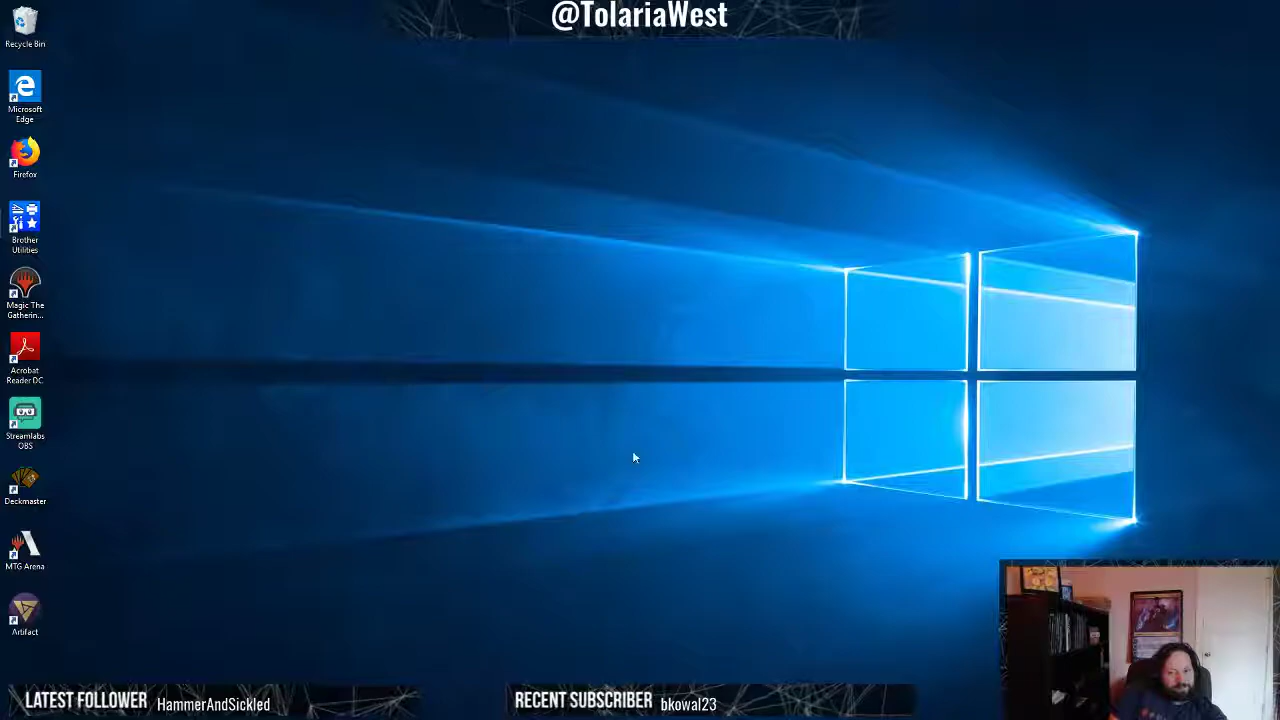 @TolariaWest
Recycle Bin
Microsoft
Edge
Firefox
Brother
Utilities
Magic The
Gatherin...
Acrobat
Reader DC
Streamlabs
OBS
Deckmaster
MTG Arena
Artifact
LATEST FOLLOWER HammerAndSickled
RECENT SUBSCRIBER bkowal23